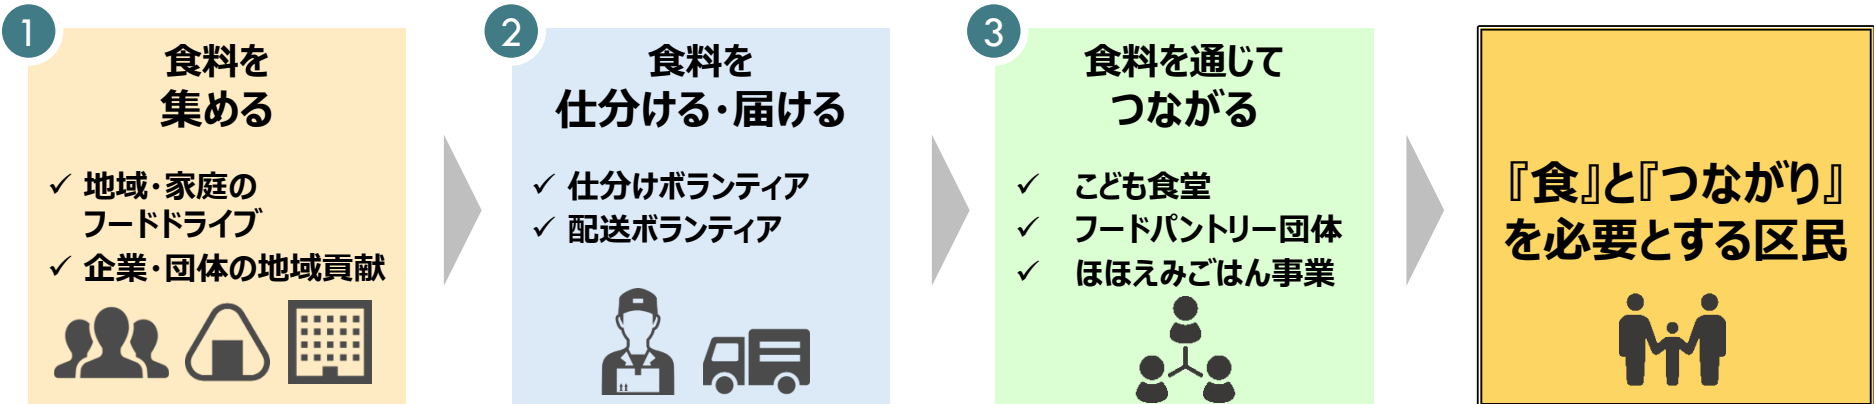 1
食料を
集める
✓ 地域・家庭の
フードドライブ
✓ 企業・団体の地域貢献
2
食料を
仕分ける・届ける
✓ 仕分けボランティア
✓ 配送ボランティア
3
食料を通じて
つながる
✓ こども食堂
✓ フードパントリー団体
✓ ほほえみごはん事業
『食』と『つながり』
を必要とする区民